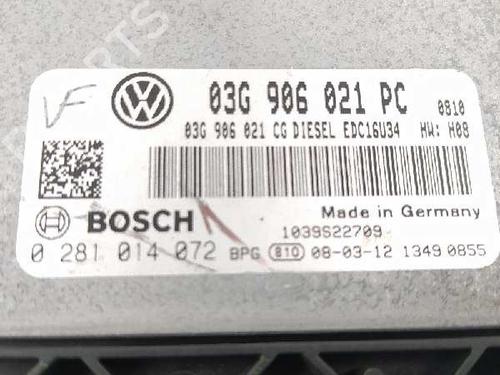 VF
03G 906 021 PC 0810
03G 906 021 CG DIESEL EDC16U34 HW: H08
BOSCH
Made in Germany
1039S22709
0 281 014 072 BPG 810 08-03-12 1349 0855